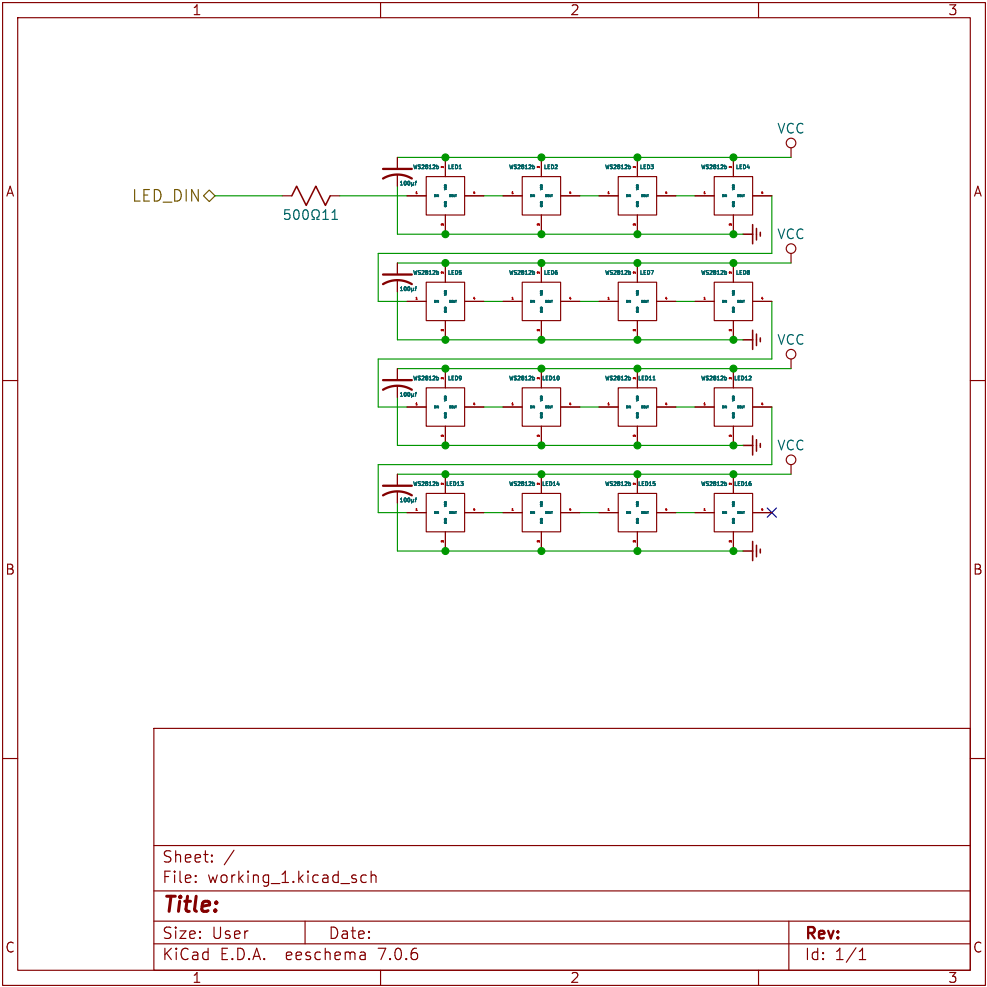 1 2 3
VCC
WS2812b LED1 WS2812b LED2 WS2812b LED3 WS2812b LED4
100µf
A LED_DIN A
500Ω11
VCC
WS2812b LED5 WS2812b LED6 WS2812b LED7 WS2812b LED8
100µf
VCC
WS2812b LED9 WS2812b LED10 WS2812b LED11 WS2812b LED12
100µf
VCC
WS2812b LED13 WS2812b LED14 WS2812b LED15 WS2812b LED16
100µf
B B
Sheet: /
File: working_1.kicad_sch
Title:
Size: User Date: Rev:
C C
KiCad E.D.A. eeschema 7.0.6 Id: 1/1
1 2 3